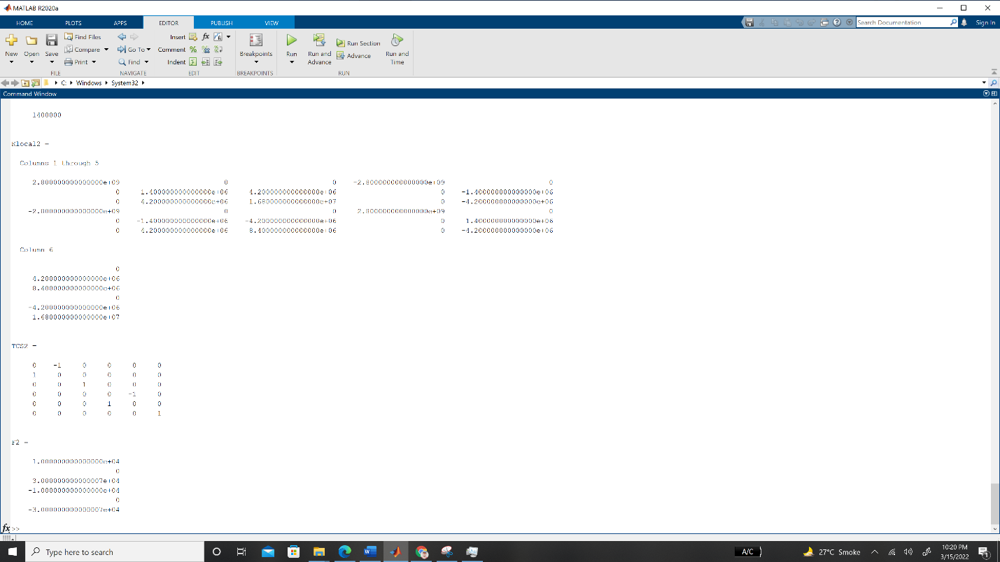 MATLAB R2020a
HOME PLOTS APPS EDITOR PUBLISH VIEW Search Documentation Sign In
New Open Save Find Files Compare Print Go To Find Insert fx Comment % Indent Breakpoints Run Run and Advance Run Section Advance Run and Time
FILE NAVIGATE EDIT BREAKPOINTS RUN
C: Windows System32
Command Window
1400000
Klocal2 =
Columns 1 through 5
2.800000000000000e+09 0 0 -2.800000000000000e+09 0
0 1.400000000000000e+06 4.200000000000000e+06 0 -1.400000000000000e+06
0 4.200000000000000e+06 1.680000000000000e+07 0 -4.200000000000000e+06
-2.800000000000000e+09 0 0 2.800000000000000e+09 0
0 -1.400000000000000e+06 -4.200000000000000e+06 0 1.400000000000000e+06
0 4.200000000000000e+06 8.400000000000000e+06 0 -4.200000000000000e+06
Column 6
0
4.200000000000000e+06
8.400000000000000e+06
0
-4.200000000000000e+06
1.680000000000000e+07
TCS2 =
0 -1 0 0 0 0
1 0 0 0 0 0
0 0 1 0 0 0
0 0 0 0 -1 0
0 0 0 1 0 0
0 0 0 0 0 1
F2 =
1.000000000000000e+04
0
3.000000000000007e+04
-1.000000000000000e+04
0
-3.000000000000007e+04
fx >>
Type here to search A/C 27°C Smoke 10:20 PM
3/15/2022